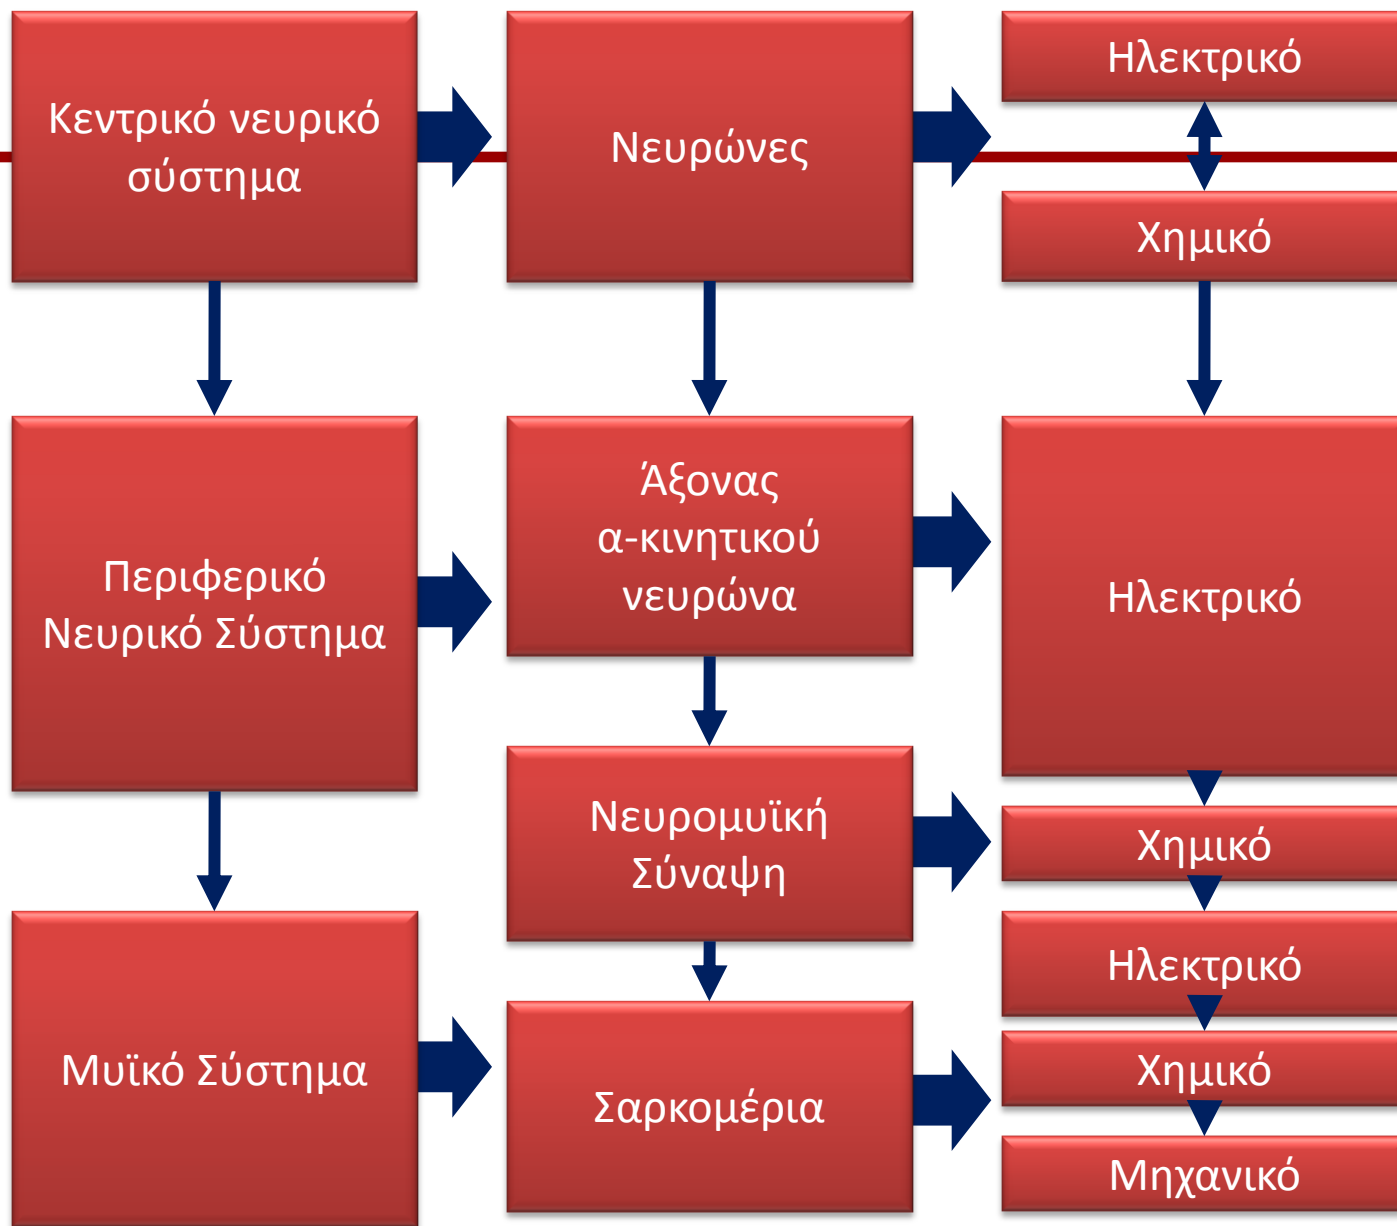 Κεντρικό νευρικό
σύστημα
Νευρώνες
Ηλεκτρικό
Χημικό
Περιφερικό
Νευρικό Σύστημα
Άξονας
α-κινητικού
νευρώνα
Ηλεκτρικό
Νευρομυϊκή
Σύναψη
Χημικό
Μυϊκό Σύστημα
Σαρκομέρια
Ηλεκτρικό
Χημικό
Μηχανικό